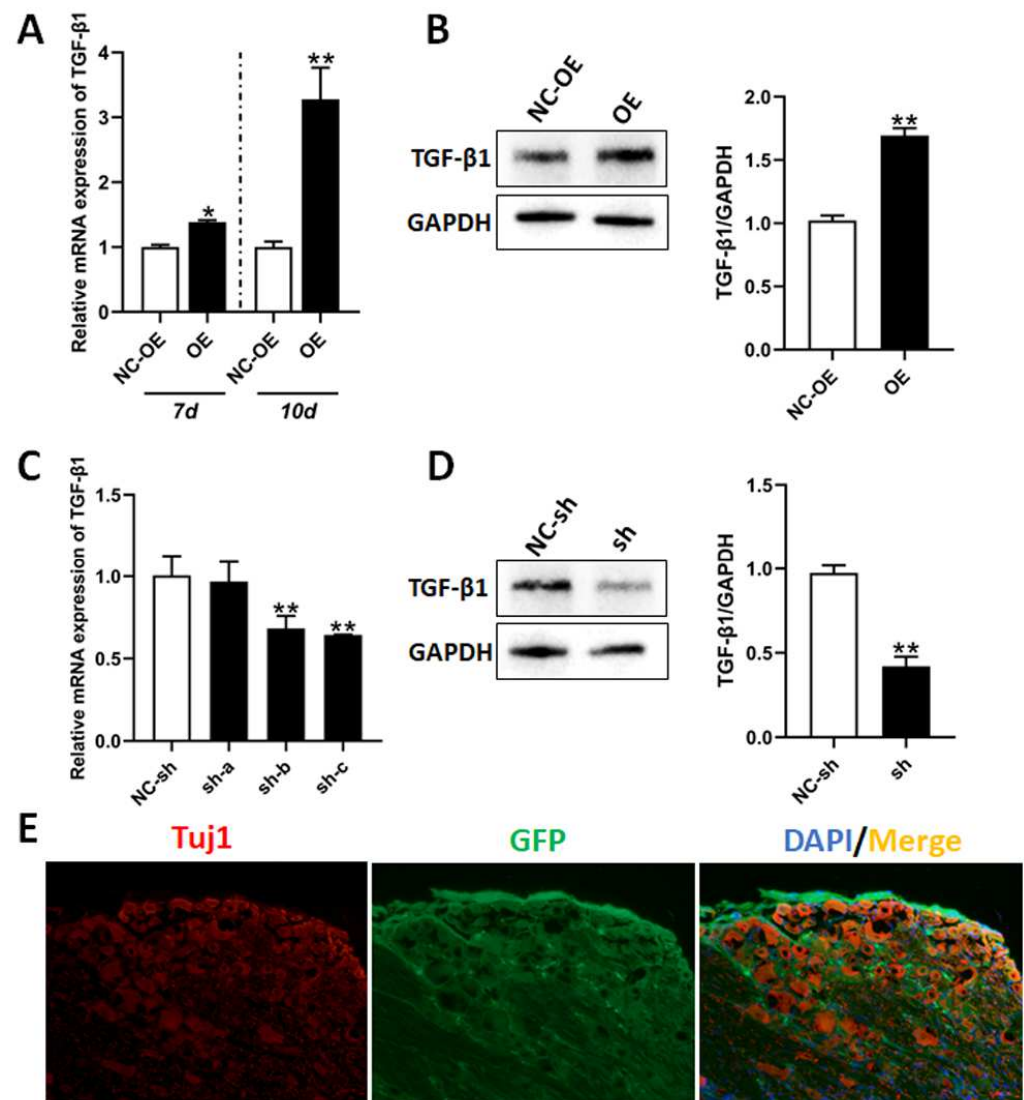 A
Relative mRNA expression of TGF-β1
4
3
2
1
0
*
**
NC-OE
OE
NC-OE
OE
7d
10d
B
NC-OE
OE
TGF-β1
GAPDH
TGF-β1/GAPDH
2.0
1.5
1.0
0.5
0.0
**
NC-OE
OE
C
Relative mRNA expression of TGF-β1
1.5
1.0
0.5
0.0
**
**
NC-sh
sh-a
sh-b
sh-c
D
NC-sh
sh
TGF-β1
GAPDH
TGF-β1/GAPDH
1.5
1.0
0.5
0.0
**
NC-sh
sh
E
Tuj1
GFP
DAPI/Merge